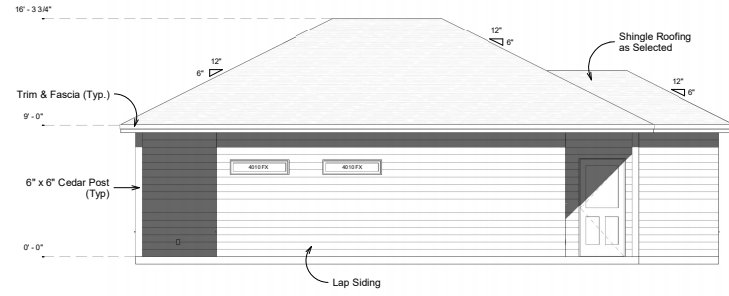 16' - 3 3/4"
12"
6"
Shingle Roofing
as Selected
12"
6"
12"
6"
Trim & Fascia (Typ.)
9' - 0"
4010 FX
4010 FX
6" x 6" Cedar Post
(Typ)
0' - 0"
Lap Siding